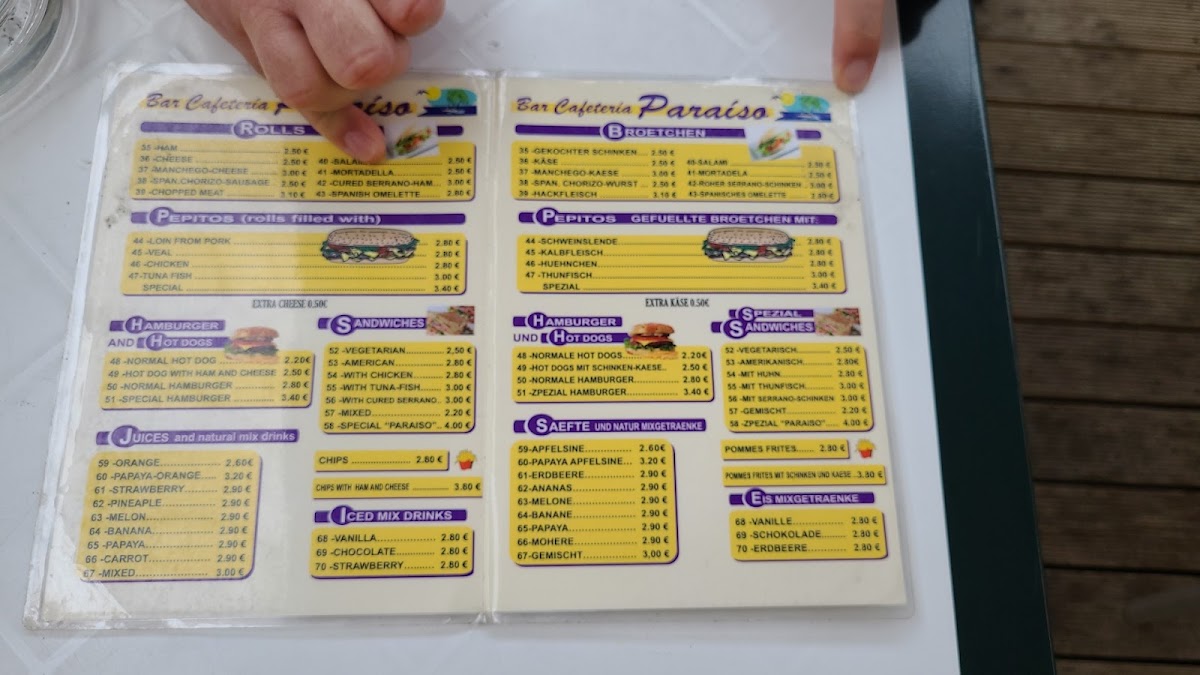 Bar Cafeteria Paraíso
ROLLS
35 -HAM 2.50 €
36 -CHEESE 2.50 €
37 -MANCHEGO-CHEESE 3.00 €
38 -SPAN.CHORIZO-SAUSAGE 2.50 €
39 -CHOPPED MEAT 3.10 €
40 -SALAMI 2.50 €
41 -MORTADELLA 2.50 €
42 -CURED SERRANO-HAM 3.00 €
43 -SPANISH OMELETTE 2.80 €
PEPITOS (rolls filled with)
44 -LOIN FROM PORK 2.80 €
45 -VEAL 2.80 €
46 -CHICKEN 2.80 €
47 -TUNA FISH 3.00 €
SPECIAL 3.40 €
EXTRA CHEESE 0.50€
HAMBURGER
AND HOT DOGS
48 -NORMAL HOT DOG 2.20€
49 -HOT DOG WITH HAM AND CHEESE 2.50 €
50 -NORMAL HAMBURGER 2.80 €
51 -SPECIAL HAMBURGER 3.40 €
SANDWICHES
52 -VEGETARIAN 2,50 €
53 -AMERICAN 2.80 €
54 -WITH CHICKEN 2.80 €
55 -WITH TUNA-FISH 3.00 €
56 -WITH CURED SERRANO 3.00 €
57 -MIXED 2.20 €
58 -SPECIAL "PARAISO" 4.00 €
JUICES and natural mix drinks
59 -ORANGE 2,60€
60 -PAPAYA-ORANGE 3.20 €
61 -STRAWBERRY 2.90 €
62 -PINEAPLE 2.90 €
63 -MELON 2.90 €
64 -BANANA 2.90 €
65 -PAPAYA 2.90 €
66 -CARROT 2.90 €
67 -MIXED 3.00 €
CHIPS 2.80 €
CHIPS WITH HAM AND CHEESE 3.80 €
ICED MIX DRINKS
68 -VANILLA 2.80 €
69 -CHOCOLATE 2.80 €
70 -STRAWBERRY 2.80 €
Bar Cafeteria Paraíso
BROETCHEN
35 -GEKOCHTER SCHINKEN 2.50 €
36 -KÄSE 2.50 €
37 -MANCHEGO-KAESE 3.00 €
38 -SPAN. CHORIZO-WURST 2.50 €
39 -HACKFLEISCH 3.10 €
40-SALAMI 2.50 €
41-MORTADELA 2.50 €
42-ROHER SERRANO-SCHINKEN 3.00 €
43-SPANISCHES OMELETTE 2.80 €
PEPITOS GEFUELLTE BROETCHEN MIT:
44 -SCHWEINSLENDE 2.80 €
45 -KALBFLEISCH 2.80 €
46 -HUEHNCHEN 2.80 €
47 -THUNFISCH 3.00 €
SPEZIAL 3.40 €
EXTRA KÄSE 0.50€
HAMBURGER
UND HOT DOGS
48 -NORMALE HOT DOGS 2.20€
49 -HOT DOGS MIT SCHINKEN-KAESE 2.50 €
50 -NORMALE HAMBURGER 2.80 €
51 -ZPEZIAL HAMBURGER 3.40 €
SPEZIAL
SANDWICHES
52 -VEGETARISCH 2.50 €
53 -AMERIKANISCH 2.80€
54 -MIT HUHN 2.80 €
55 -MIT THUNFISCH 3.00 €
56 -MIT SERRANO-SCHINKEN 3.00 €
57 -GEMISCHT 2.20 €
58 -ZPEZIAL "PARAISO" 4.00 €
SAEFTE UND NATUR MIXGETRAENKE
59-APFELSINE 2.60€
60-PAPAYA APFELSINE 3.20 €
61-ERDBEERE 2.90 €
62-ANANAS 2.90 €
63-MELONE 2.90 €
64-BANANE 2.90 €
65-PAPAYA 2.90 €
66-MOHERE 2.90 €
67-GEMISCHT 3,00 €
POMMES FRITES 2.80 €
POMMES FRITES MIT SCHINKEN UND KAESE 3.80 €
EIS MIXGETRAENKE
68 -VANILLE 2.80 €
69 -SCHOKOLADE 2.80 €
70 -ERDBEERE 2.80 €